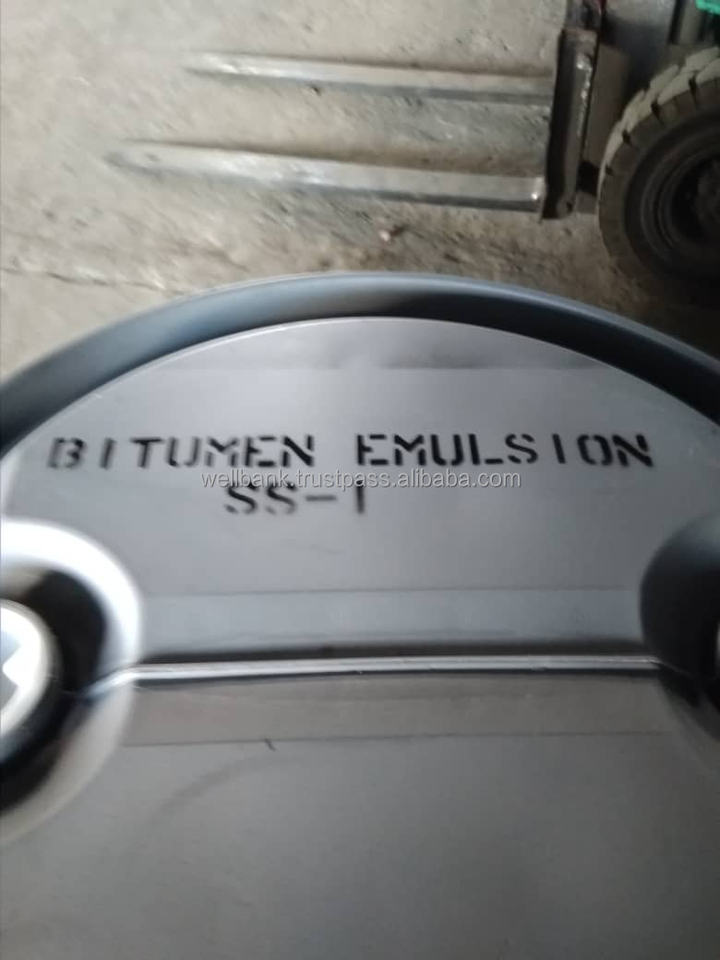 BITUMEN EMULSION
wellbank.trustpass.alibaba.com
SS-1